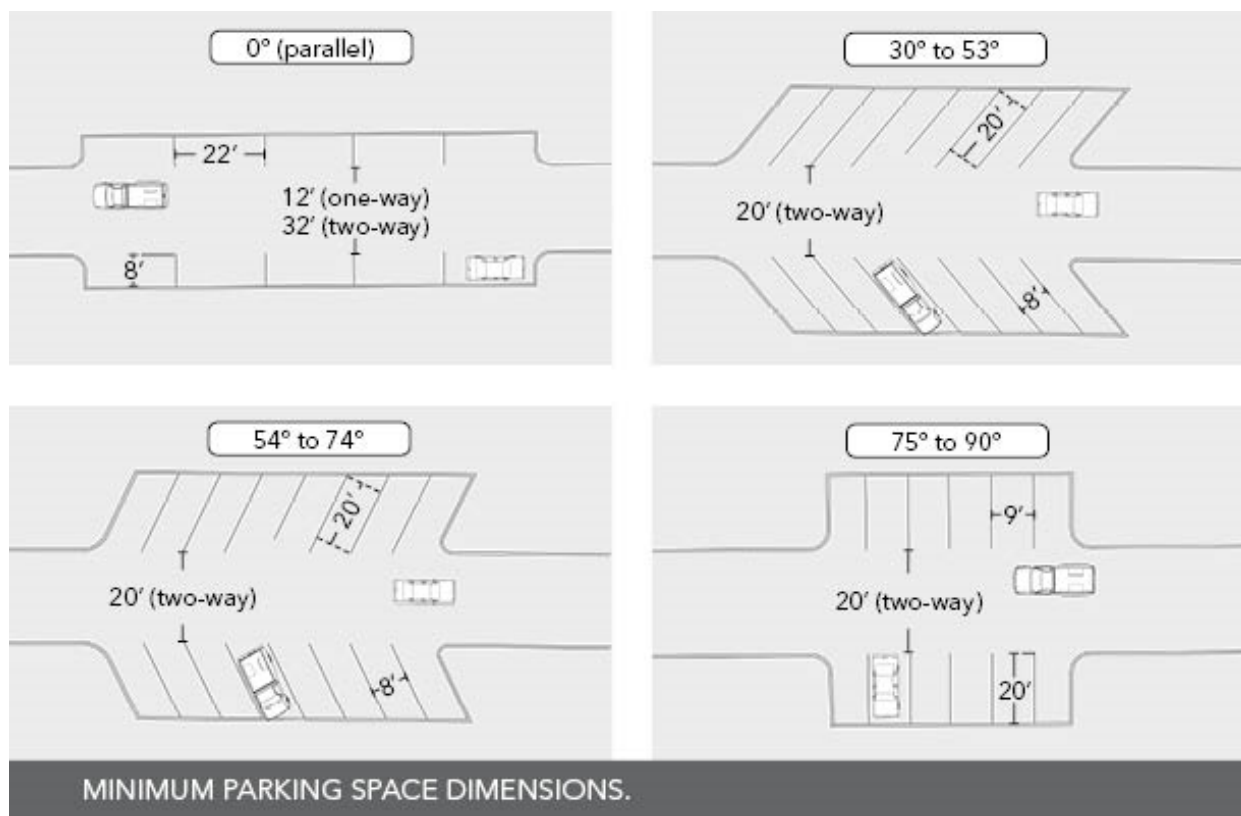 0° (parallel)
22'
12' (one-way)
32' (two-way)
8'
30° to 53°
20'
20' (two-way)
8'
54° to 74°
20'
20' (two-way)
8'
75° to 90°
9'
20' (two-way)
20'
MINIMUM PARKING SPACE DIMENSIONS.